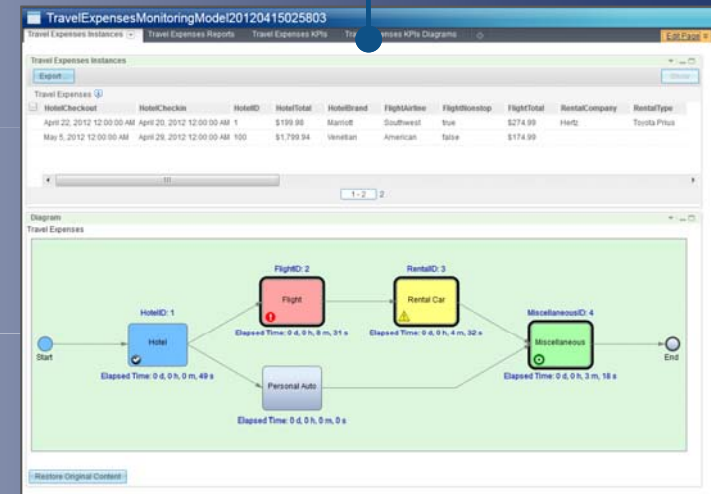 TravelExpensesMonitoringModel20120415025803
Travel Expenses Instances Travel Expenses Reports Travel Expenses KPIs Travel Expenses KPIs Diagrams Edit Page
Travel Expenses Instances
Export... Show
Travel Expenses
HotelCheckout HotelCheckin HotelID HotelTotal HotelBrand FlightAirline FlightNonstop FlightTotal RentalCompany RentalType
April 22, 2012 12:00:00 AM April 20, 2012 12:00:00 AM 1 $199.98 Marriott Southwest true $274.99 Hertz Toyota Prius
May 5, 2012 12:00:00 AM April 29, 2012 12:00:00 AM 100 $1,799.94 Venetian American false $174.99
1 - 2 2
Diagram
Travel Expenses
FlightID: 2 RentalID: 3
Flight Rental Car
HotelID: 1 MiscellaneousID: 4
Elapsed Time: 0 d, 0 h, 8 m, 31 s Elapsed Time: 0 d, 0 h, 4 m, 32 s
Hotel Miscellaneous
Start End
Elapsed Time: 0 d, 0 h, 0 m, 49 s Elapsed Time: 0 d, 0 h, 3 m, 18 s
Personal Auto
Elapsed Time: 0 d, 0 h, 0 m, 0 s
Restore Original Content